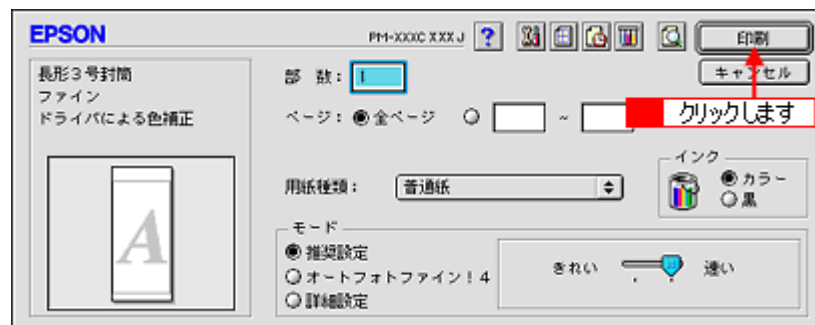 EPSON
PM-XXXC XXX J
?
印刷
長形3号封筒
ファイン
ドライバによる色補正
部 数: 1
キャンセル
ページ: 全ページ ~
クリックします
用紙種類: 普通紙
インク
カラー
黒
モード
推奨設定
オートフォトファイン!4
詳細設定
きれい 速い
A